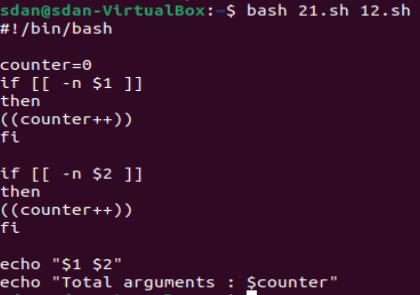 sdan@sdan-VirtualBox:~$ bash 21.sh 12.sh
#!/bin/bash
counter=0
if [[ -n $1 ]]
then
((counter++))
fi
if [[ -n $2 ]]
then
((counter++))
fi
echo "$1 $2"
echo "Total arguments : $counter"